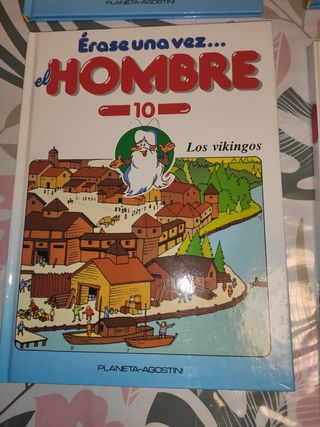 PLANETA-AGOSTINI
Érase una vez...
el HOMBRE
10
Los vikingos
PLANETA-AGOSTINI